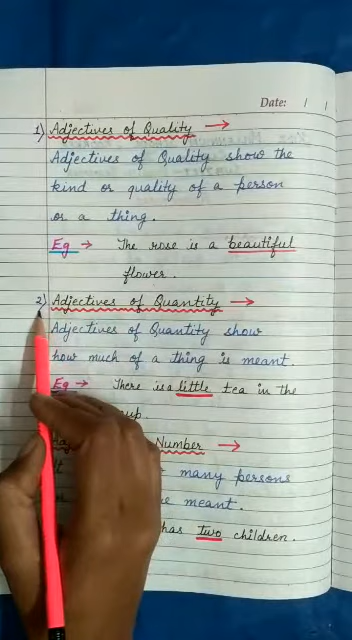 Date: / /
1) Adjectives of Quality →
Adjectives of Quality show the
kind or quality of a person
or a thing.
Eg → The rose is a beautiful
flower.
2) Adjectives of Quantity →
Adjectives of Quantity show
how much of a thing is meant.
Eg → There is a little tea in the
cup.
Number →
many persons
meant.
has two children.